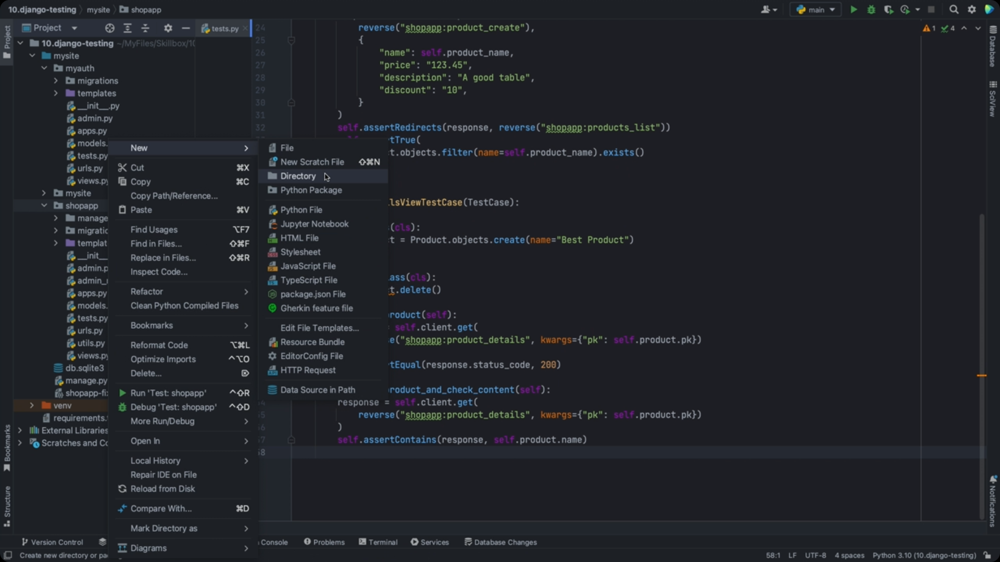 10.django-testing
mysite
shopapp
main
Project
tests.py
1
4
Project
Bookmarks
Structure
Database
SciView
Notifications
10.django-testing ~/MyFiles/Skillbox/10
mysite
myauth
migrations
templates
__init__.py
admin.py
apps.py
models.
tests.py
urls.py
views.py
mysite
shopapp
manage
migratio
templat
__init__
admin.p
apps.py
models.
tests.py
urls.py
utils.py
views.py
db.sqlite3
manage.py
shopapp-fi
venv
requirements.
External Libraries
Scratches and Co
New
Cut ⌘X
Copy ⌘C
Copy Path/Reference...
Paste ⌘V
Find Usages ⌥F7
Find in Files... ⇧⌘F
Replace in Files... ⇧⌘R
Inspect Code...
Refactor
Clean Python Compiled Files
Bookmarks
Reformat Code ⌥⌘L
Optimize Imports ^⌥O
Delete... ⌦
Run 'Test: shopapp' ^⇧R
Debug 'Test: shopapp' ^⇧D
More Run/Debug
Open In
Local History
Repair IDE on File
Reload from Disk
Compare With... ⌘D
Mark Directory as
Diagrams
File
New Scratch File ⇧⌘N
Directory
Python Package
Python File
Jupyter Notebook
HTML File
Stylesheet
JavaScript File
TypeScript File
package.json File
Gherkin feature file
Edit File Templates...
Resource Bundle
EditorConfig File
HTTP Request
Data Source in Path
24 reverse("shopapp:product_create"),
25 {
26 "name": self.product_name,
27 "price": "123.45",
28 "description": "A good table",
29 "discount": "10",
30 }
31 )
32 self.assertRedirects(response, reverse("shopapp:products_list"))
tTrue(
t.objects.filter(name=self.product_name).exists()
lsViewTestCase(TestCase):
(cls):
t = Product.objects.create(name="Best Product")
ass(cls):
t.delete()
roduct(self):
self.client.get(
e("shopapp:product_details", kwargs={"pk": self.product.pk})
tEqual(response.status_code, 200)
roduct_and_check_content(self):
response = self.client.get(
reverse("shopapp:product_details", kwargs={"pk": self.product.pk})
)
self.assertContains(response, self.product.name)
Version Control
Console
Problems
Terminal
Services
Database Changes
Create new directory or pa
58:1 LF UTF-8 4 spaces Python 3.10 (10.django-testing)